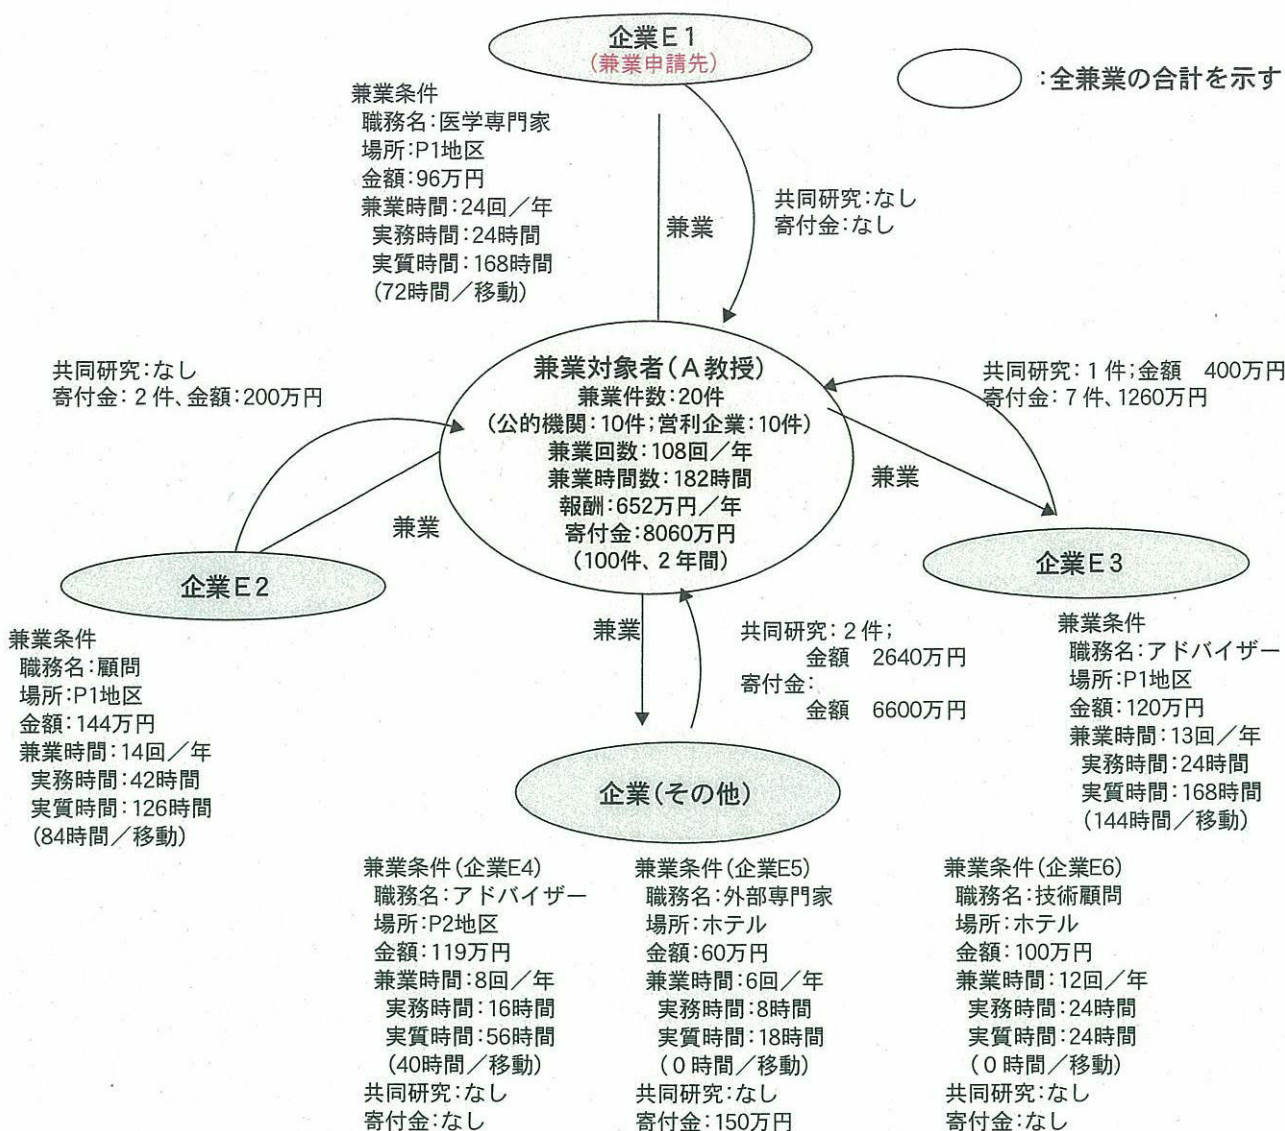 企業E1
(兼業申請先)
:全兼業の合計を示す
兼業条件
職務名:医学専門家
場所:P1地区
金額:96万円
兼業時間:24回/年
実務時間:24時間
実質時間:168時間
(72時間/移動)
兼業
共同研究:なし
寄付金:なし
共同研究:なし
寄付金:2件、金額:200万円
兼業対象者(A教授)
兼業件数:20件
(公的機関:10件;営利企業:10件)
兼業回数:108回/年
兼業時間数:182時間
報酬:652万円/年
寄付金:8060万円
(100件、2年間)
共同研究:1件;金額 400万円
寄付金:7件、1260万円
兼業
兼業
企業E2
企業E3
兼業条件
職務名:顧問
場所:P1地区
金額:144万円
兼業時間:14回/年
実務時間:42時間
実質時間:126時間
(84時間/移動)
兼業
共同研究:2件;
金額 2640万円
寄付金:
金額 6600万円
兼業条件
職務名:アドバイザー
場所:P1地区
金額:120万円
兼業時間:13回/年
実務時間:24時間
実質時間:168時間
(144時間/移動)
企業(その他)
兼業条件(企業E4)
職務名:アドバイザー
場所:P2地区
金額:119万円
兼業時間:8回/年
実務時間:16時間
実質時間:56時間
(40時間/移動)
共同研究:なし
寄付金:なし
兼業条件(企業E5)
職務名:外部専門家
場所:ホテル
金額:60万円
兼業時間:6回/年
実務時間:8時間
実質時間:18時間
(0時間/移動)
共同研究:なし
寄付金:150万円
兼業条件(企業E6)
職務名:技術顧問
場所:ホテル
金額:100万円
兼業時間:12回/年
実務時間:24時間
実質時間:24時間
(0時間/移動)
共同研究:なし
寄付金:なし